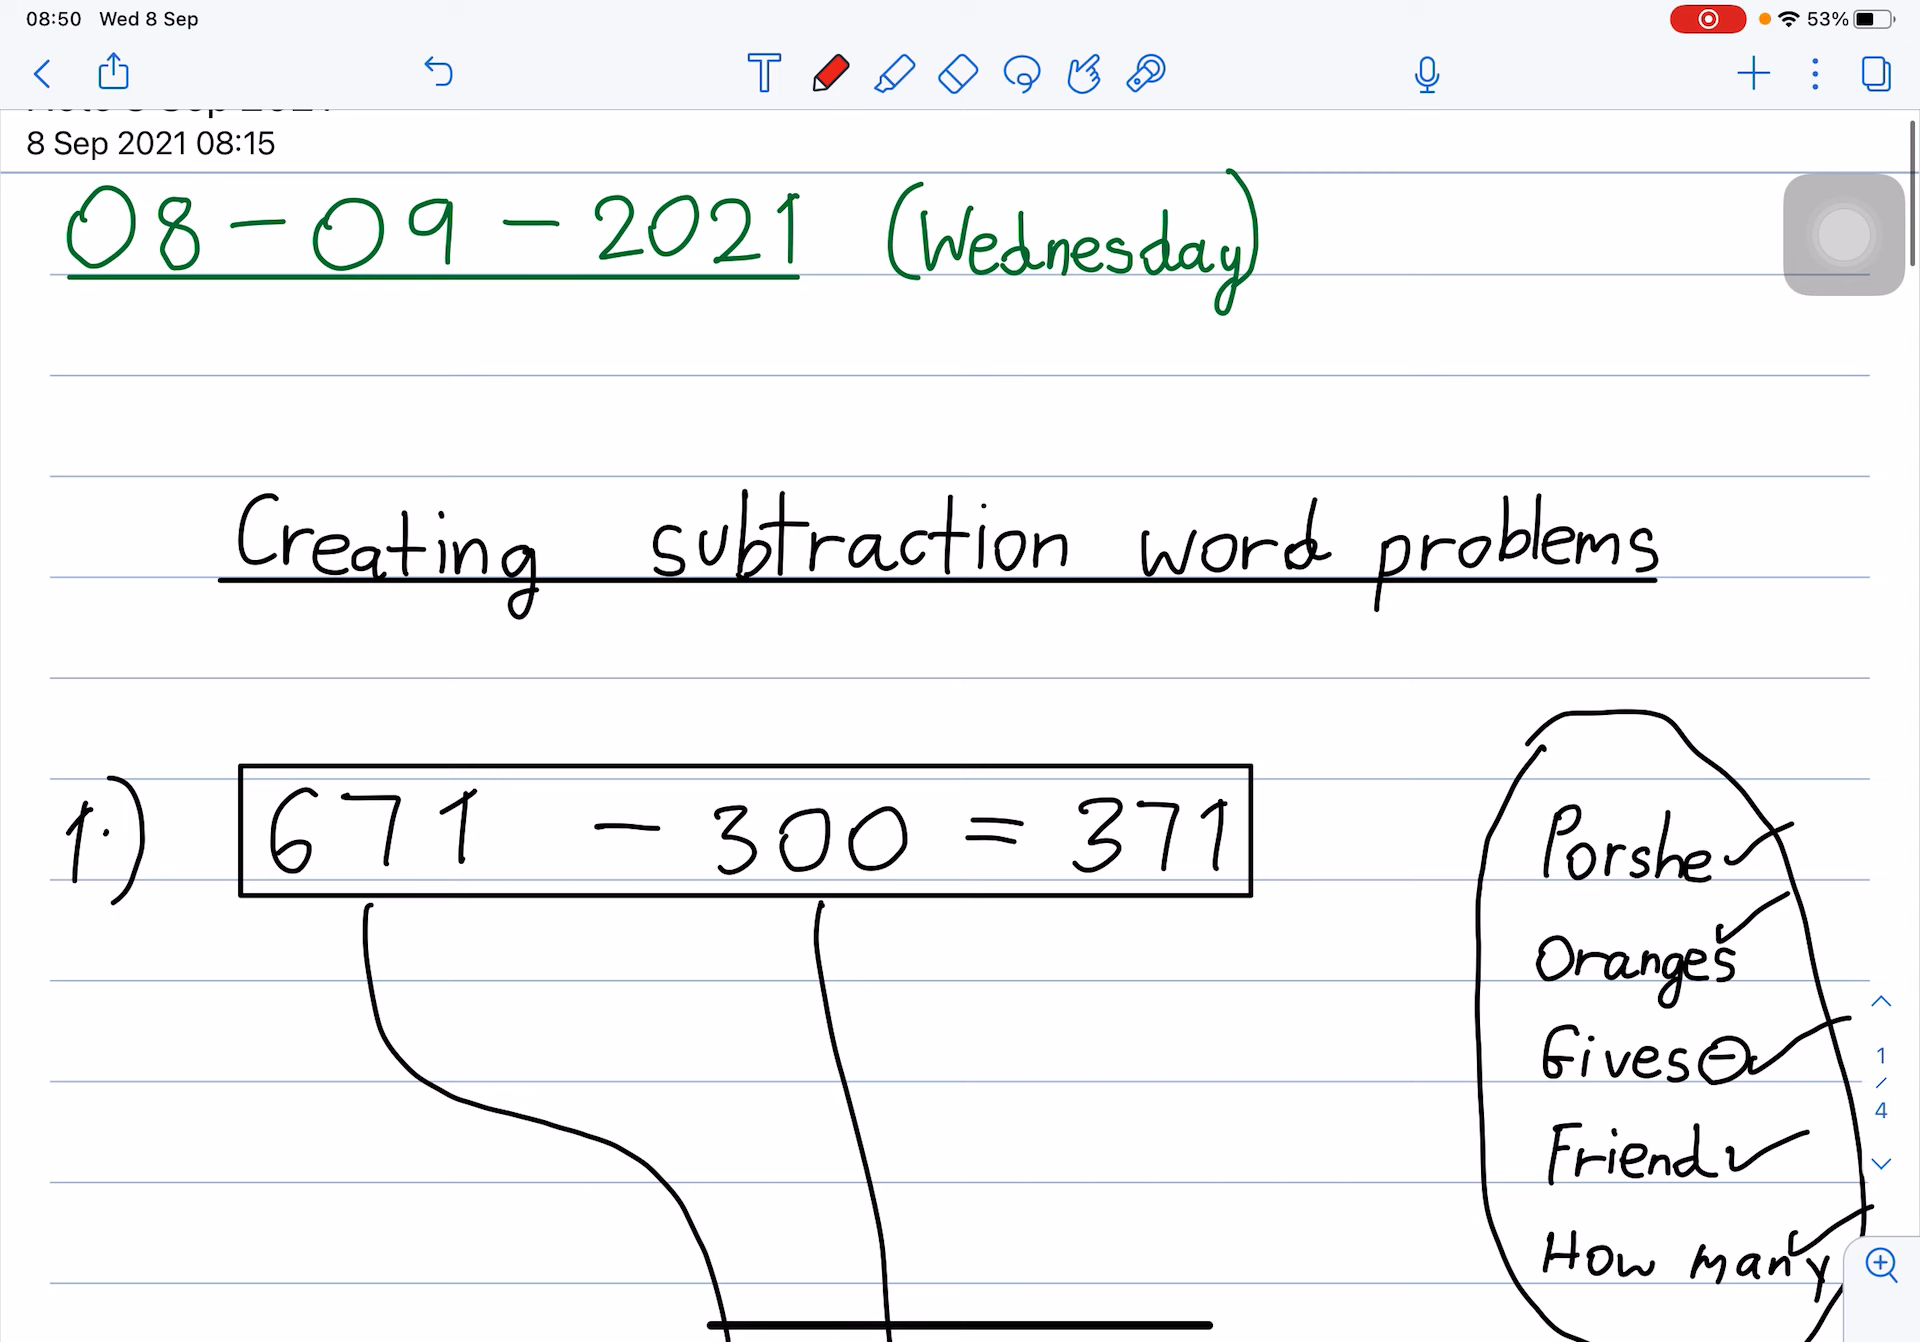 08:50 Wed 8 Sep
53%
8 Sep 2021 08:15
08-09-2021 (Wednesday)
Creating subtraction word problems
1.) 671 - 300 = 371
Porshe
Oranges
Gives
Friend
How many
1
/
4